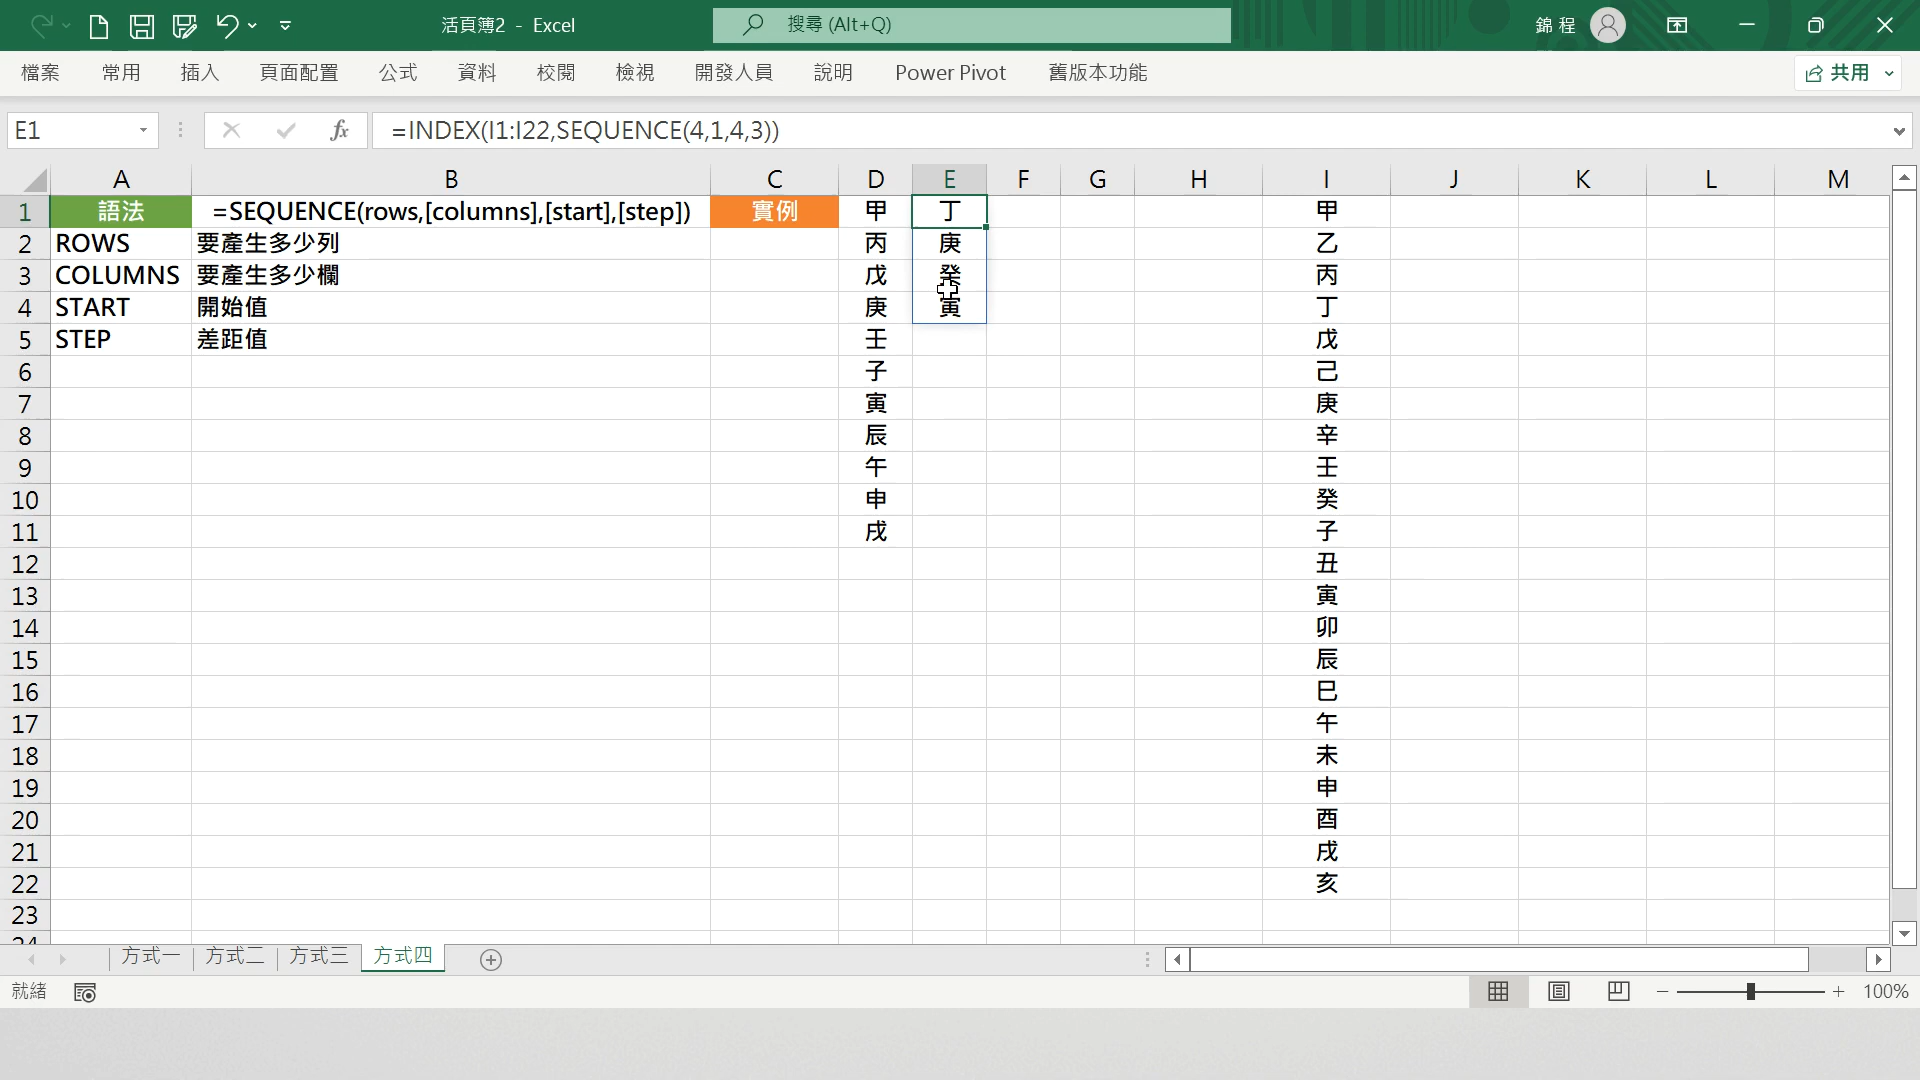 活頁簿2 - Excel
搜尋 (Alt+Q)
錦 程
檔案 常用 插入 頁面配置 公式 資料 校閱 檢視 開發人員 說明 Power Pivot 舊版本功能
共用
E1
fx =INDEX(I1:I22,SEQUENCE(4,1,4,3))
A B C D E F G H I J K L M
1 語法 =SEQUENCE(rows,[columns],[start],[step]) 實例 甲 丁 甲
2 ROWS 要產生多少列 丙 庚 乙
3 COLUMNS 要產生多少欄 戊 癸 丙
4 START 開始值 庚 寅 丁
5 STEP 差距值 壬 戊
6 子 己
7 寅 庚
8 辰 辛
9 午 壬
10 申 癸
11 戌 子
12 丑
13 寅
14 卯
15 辰
16 巳
17 午
18 未
19 申
20 酉
21 戌
22 亥
23
24
方式一 方式二 方式三 方式四
就緒
100%